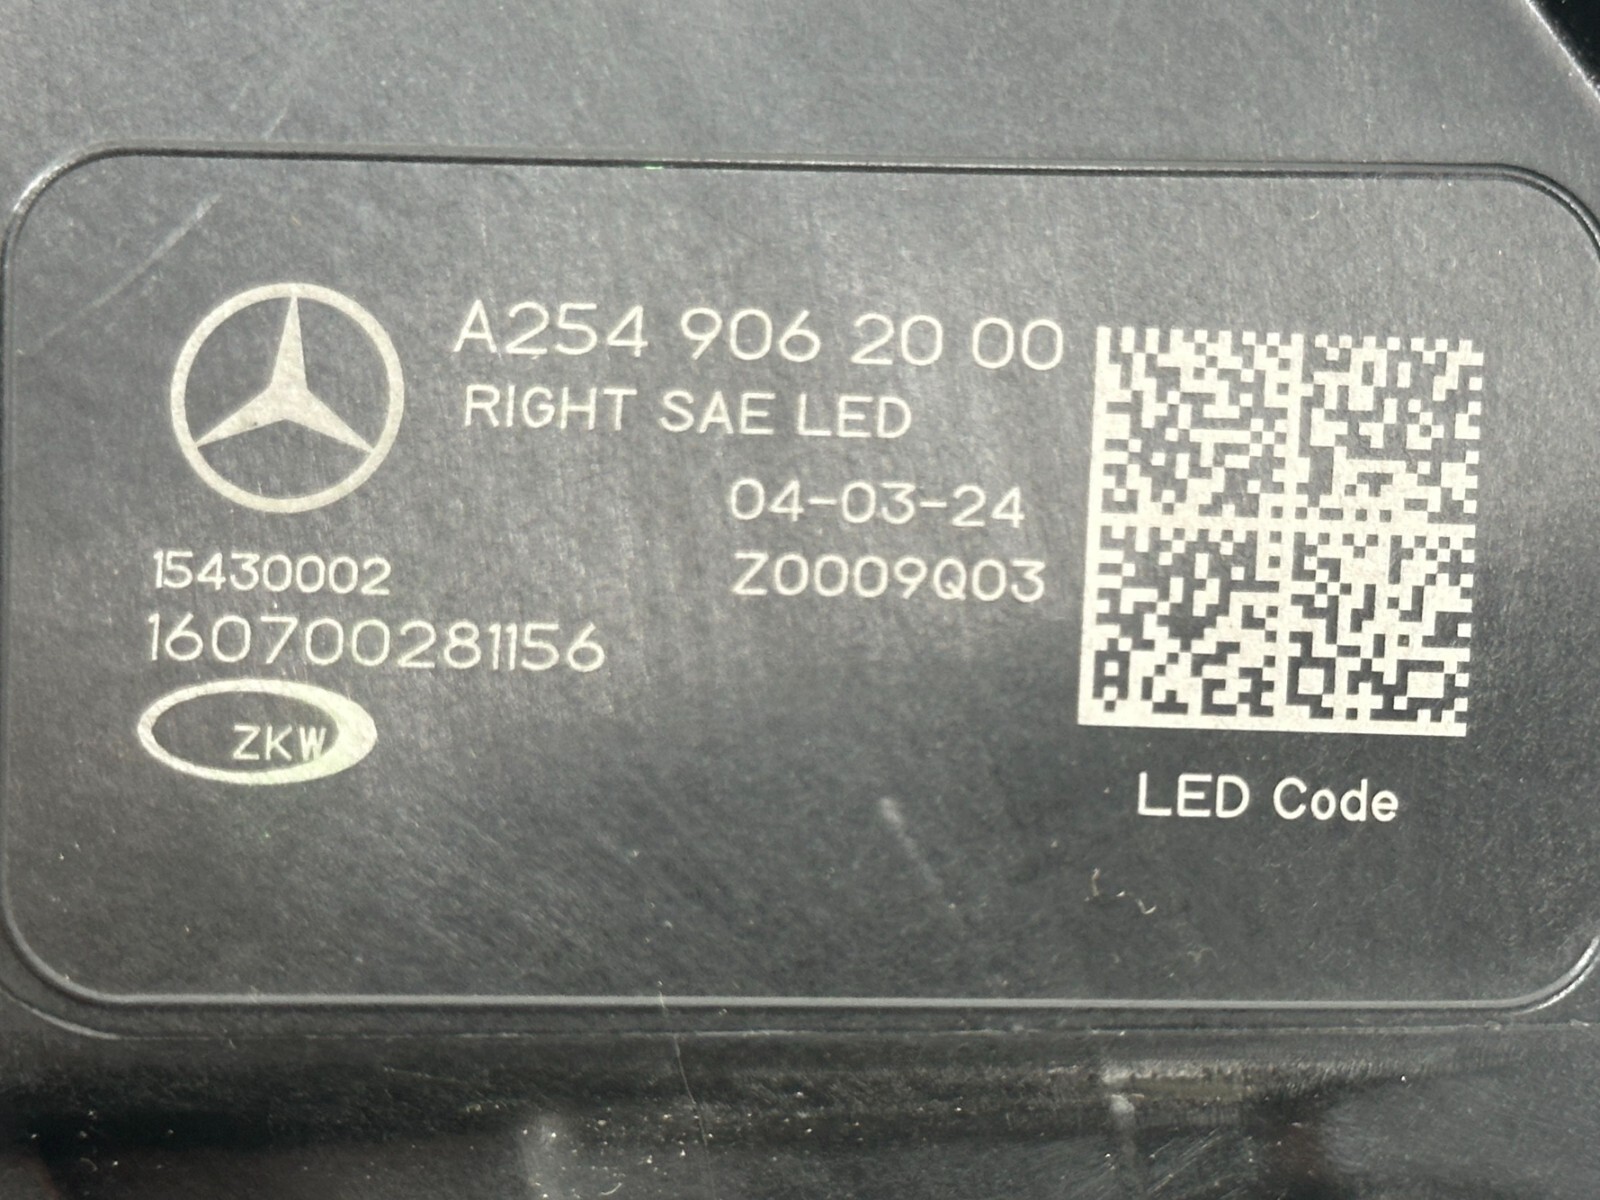 A254 906 20 00
RIGHT SAE LED
04-03-24
Z0009Q03
15430002
160700281156
ZKW
LED Code